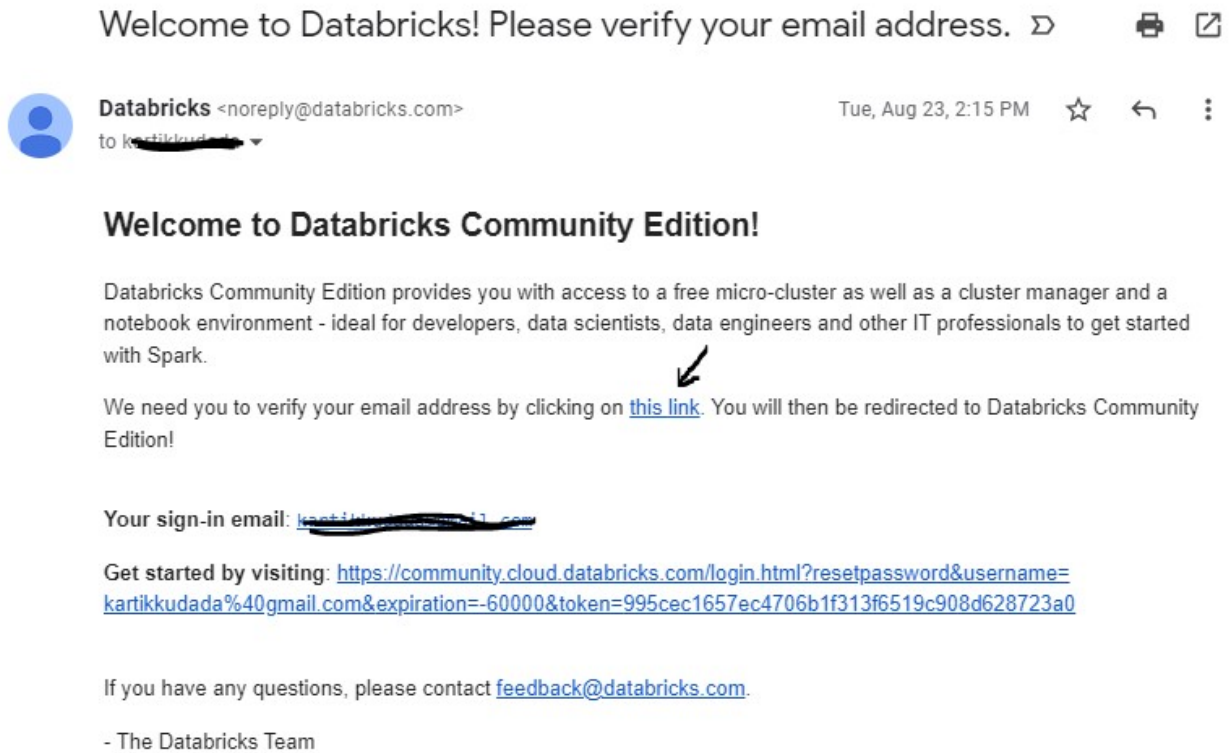 Welcome to Databricks! Please verify your email address.
Databricks <noreply@databricks.com>
Tue, Aug 23, 2:15 PM
to
Welcome to Databricks Community Edition!
Databricks Community Edition provides you with access to a free micro-cluster as well as a cluster manager and a
notebook environment - ideal for developers, data scientists, data engineers and other IT professionals to get started
with Spark.
We need you to verify your email address by clicking on this link. You will then be redirected to Databricks Community
Edition!
Your sign-in email:
Get started by visiting: https://community.cloud.databricks.com/login.html?resetpassword&username=
kartikkudada%40gmail.com&expiration=-60000&token=995cec1657ec4706b1f313f6519c908d628723a0
If you have any questions, please contact feedback@databricks.com.
- The Databricks Team